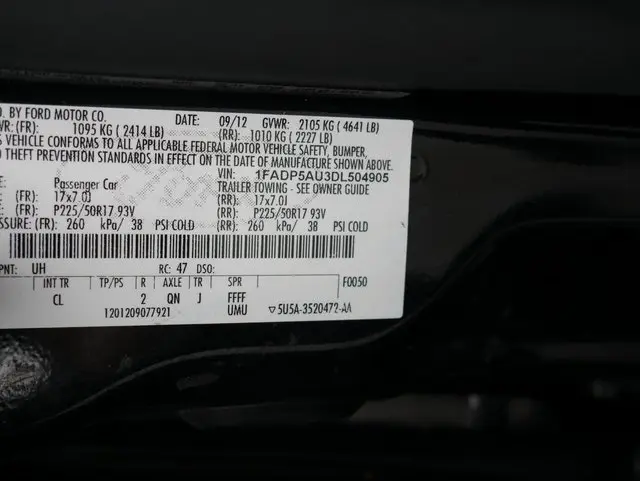 D. BY FORD MOTOR CO. DATE: 09/12 GVWR: 2105 KG ( 4641 LB)
WR: (FR): 1095 KG ( 2414 LB) (RR): 1010 KG ( 2227 LB)
VEHICLE CONFORMS TO ALL APPLICABLE FEDERAL MOTOR VEHICLE SAFETY, BUMPER,
THEFT PREVENTION STANDARDS IN EFFECT ON THE DATE OF MANUFACTURE SHOWN ABOVE.
VIN: 1FADP5AU3DL504905
Passenger Car TRAILER TOWING - SEE OWNER GUIDE
(FR): 17x7.0J (RR): 17x7.0J
(FR): P225/50R17 93V (RR): P225/50R17 93V
SSURE: (FR): 260 kPa/ 38 PSI COLD (RR): 260 kPa/ 38 PSI COLD
PNT: UH RC: 47 DSO:
INT TR TP/PS R AXLE TR SPR F0050
CL 2 QN J FFFF
1201209077921 UMU ▽ 5U5A-3520472-AA